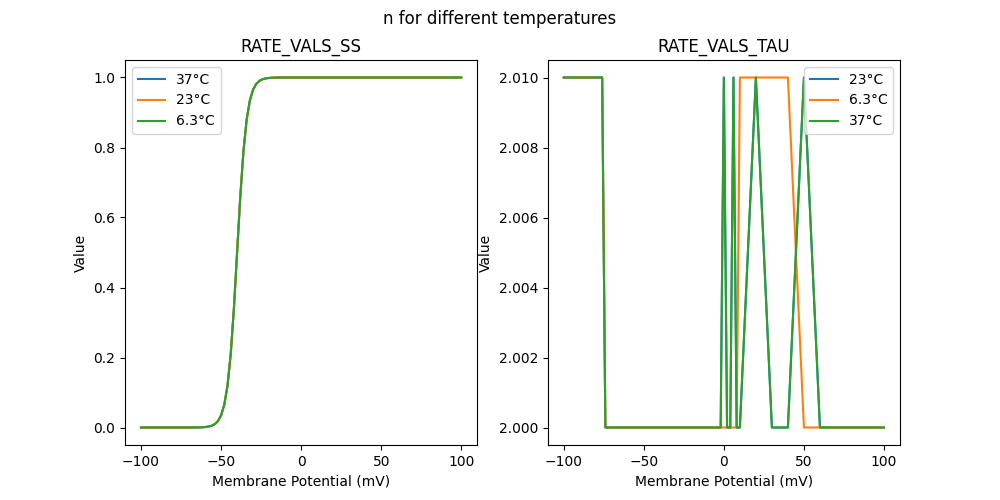 n for different temperatures
RATE_VALS_SS
37°C
23°C
6.3°C
1.0
0.8
0.6
0.4
0.2
0.0
Value
−100
−50
0
50
100
Membrane Potential (mV)
RATE_VALS_TAU
23°C
6.3°C
37°C
2.010
2.008
2.006
2.004
2.002
2.000
Value
−100
−50
0
50
100
Membrane Potential (mV)